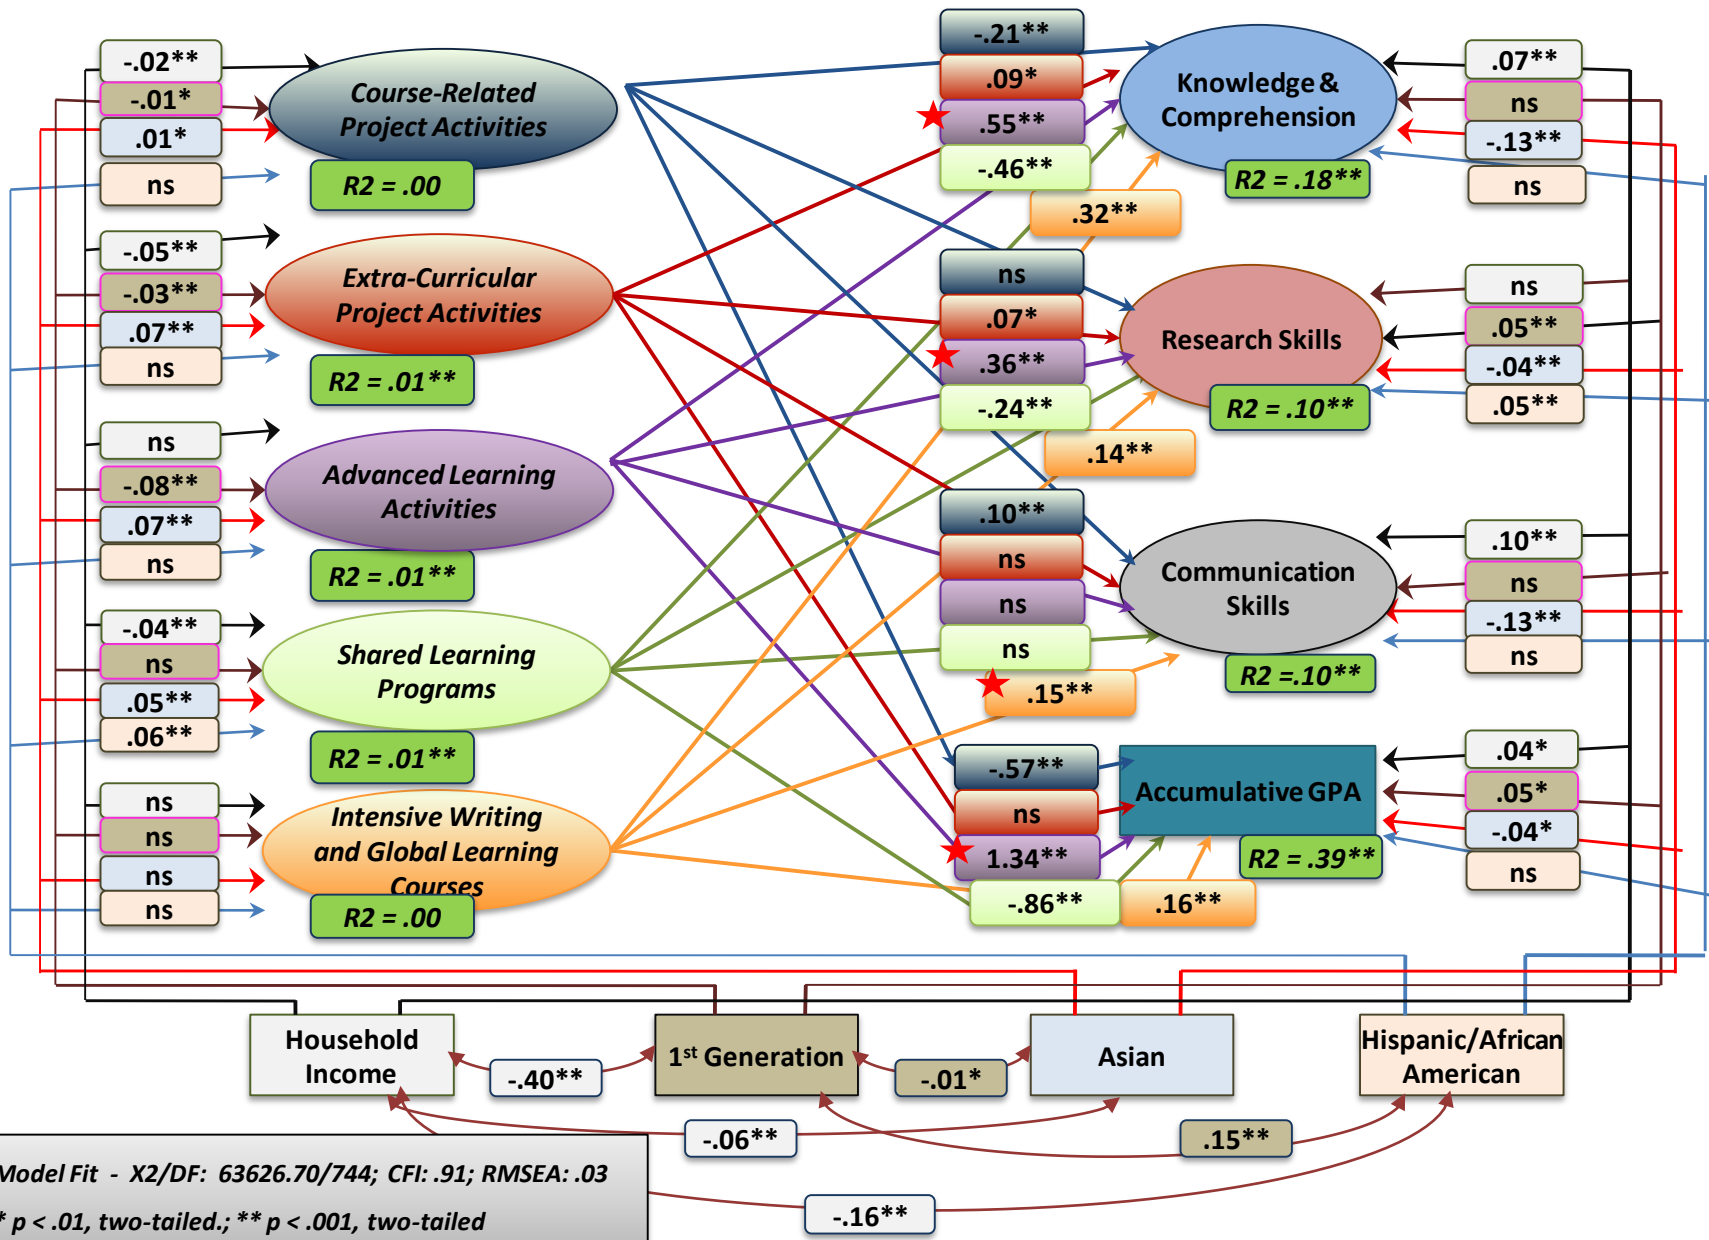 -.02**
-.01*
.01*
ns
Course-Related
Project Activities
R2 = .00
-.05**
-.03**
.07**
ns
Extra-Curricular
Project Activities
R2 = .01**
ns
-.08**
.07**
ns
Advanced Learning
Activities
R2 = .01**
-.04**
ns
.05**
.06**
Shared Learning
Programs
R2 = .01**
ns
ns
ns
ns
Intensive Writing
and Global Learning
Courses
R2 = .00
-.21**
.09*
.55**
-.46**
.32**
Knowledge &
Comprehension
R2 = .18**
.07**
ns
-.13**
ns
ns
.07*
.36**
-.24**
.14**
Research Skills
R2 = .10**
ns
.05**
-.04**
.05**
.10**
ns
ns
ns
.15**
Communication
Skills
R2 =.10**
.10**
ns
-.13**
ns
-.57**
ns
1.34**
-.86**
.16**
Accumulative GPA
R2 = .39**
.04*
.05*
-.04*
ns
Household
Income
-.40**
1st Generation
-.01*
Asian
Hispanic/African
American
-.06**
.15**
-.16**
Model Fit - X2/DF: 63626.70/744; CFI: .91; RMSEA: .03
* p < .01, two-tailed.; ** p < .001, two-tailed